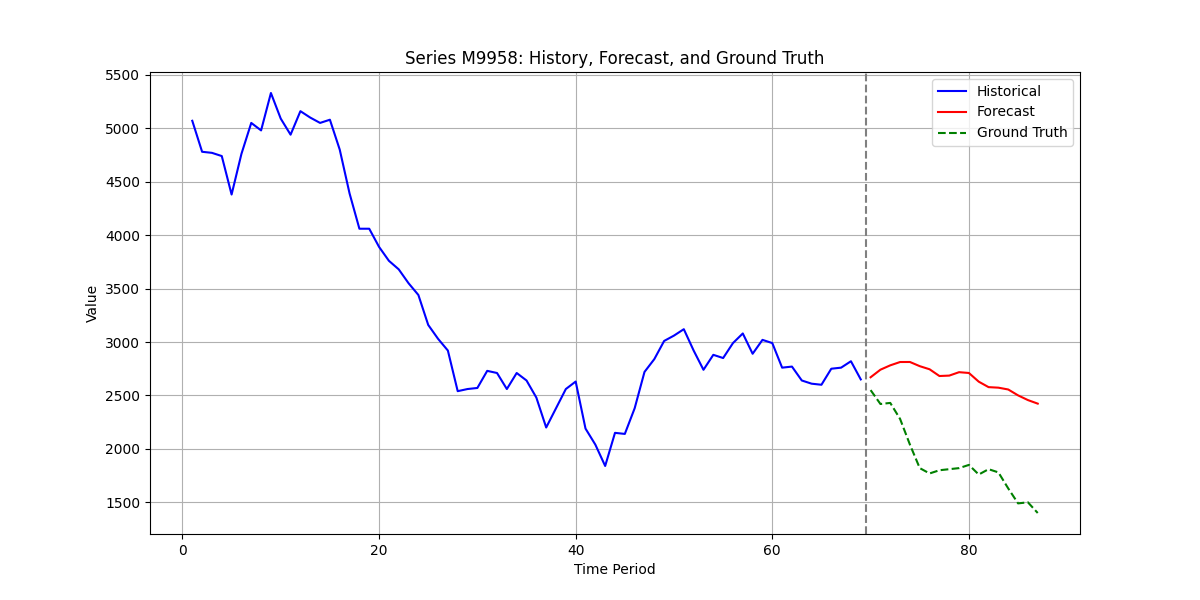 Series M9958: History, Forecast, and Ground Truth
5500
5000
4500
4000
3500
3000
2500
2000
1500
Value
0
20
40
60
80
Time Period
Historical
Forecast
Ground Truth